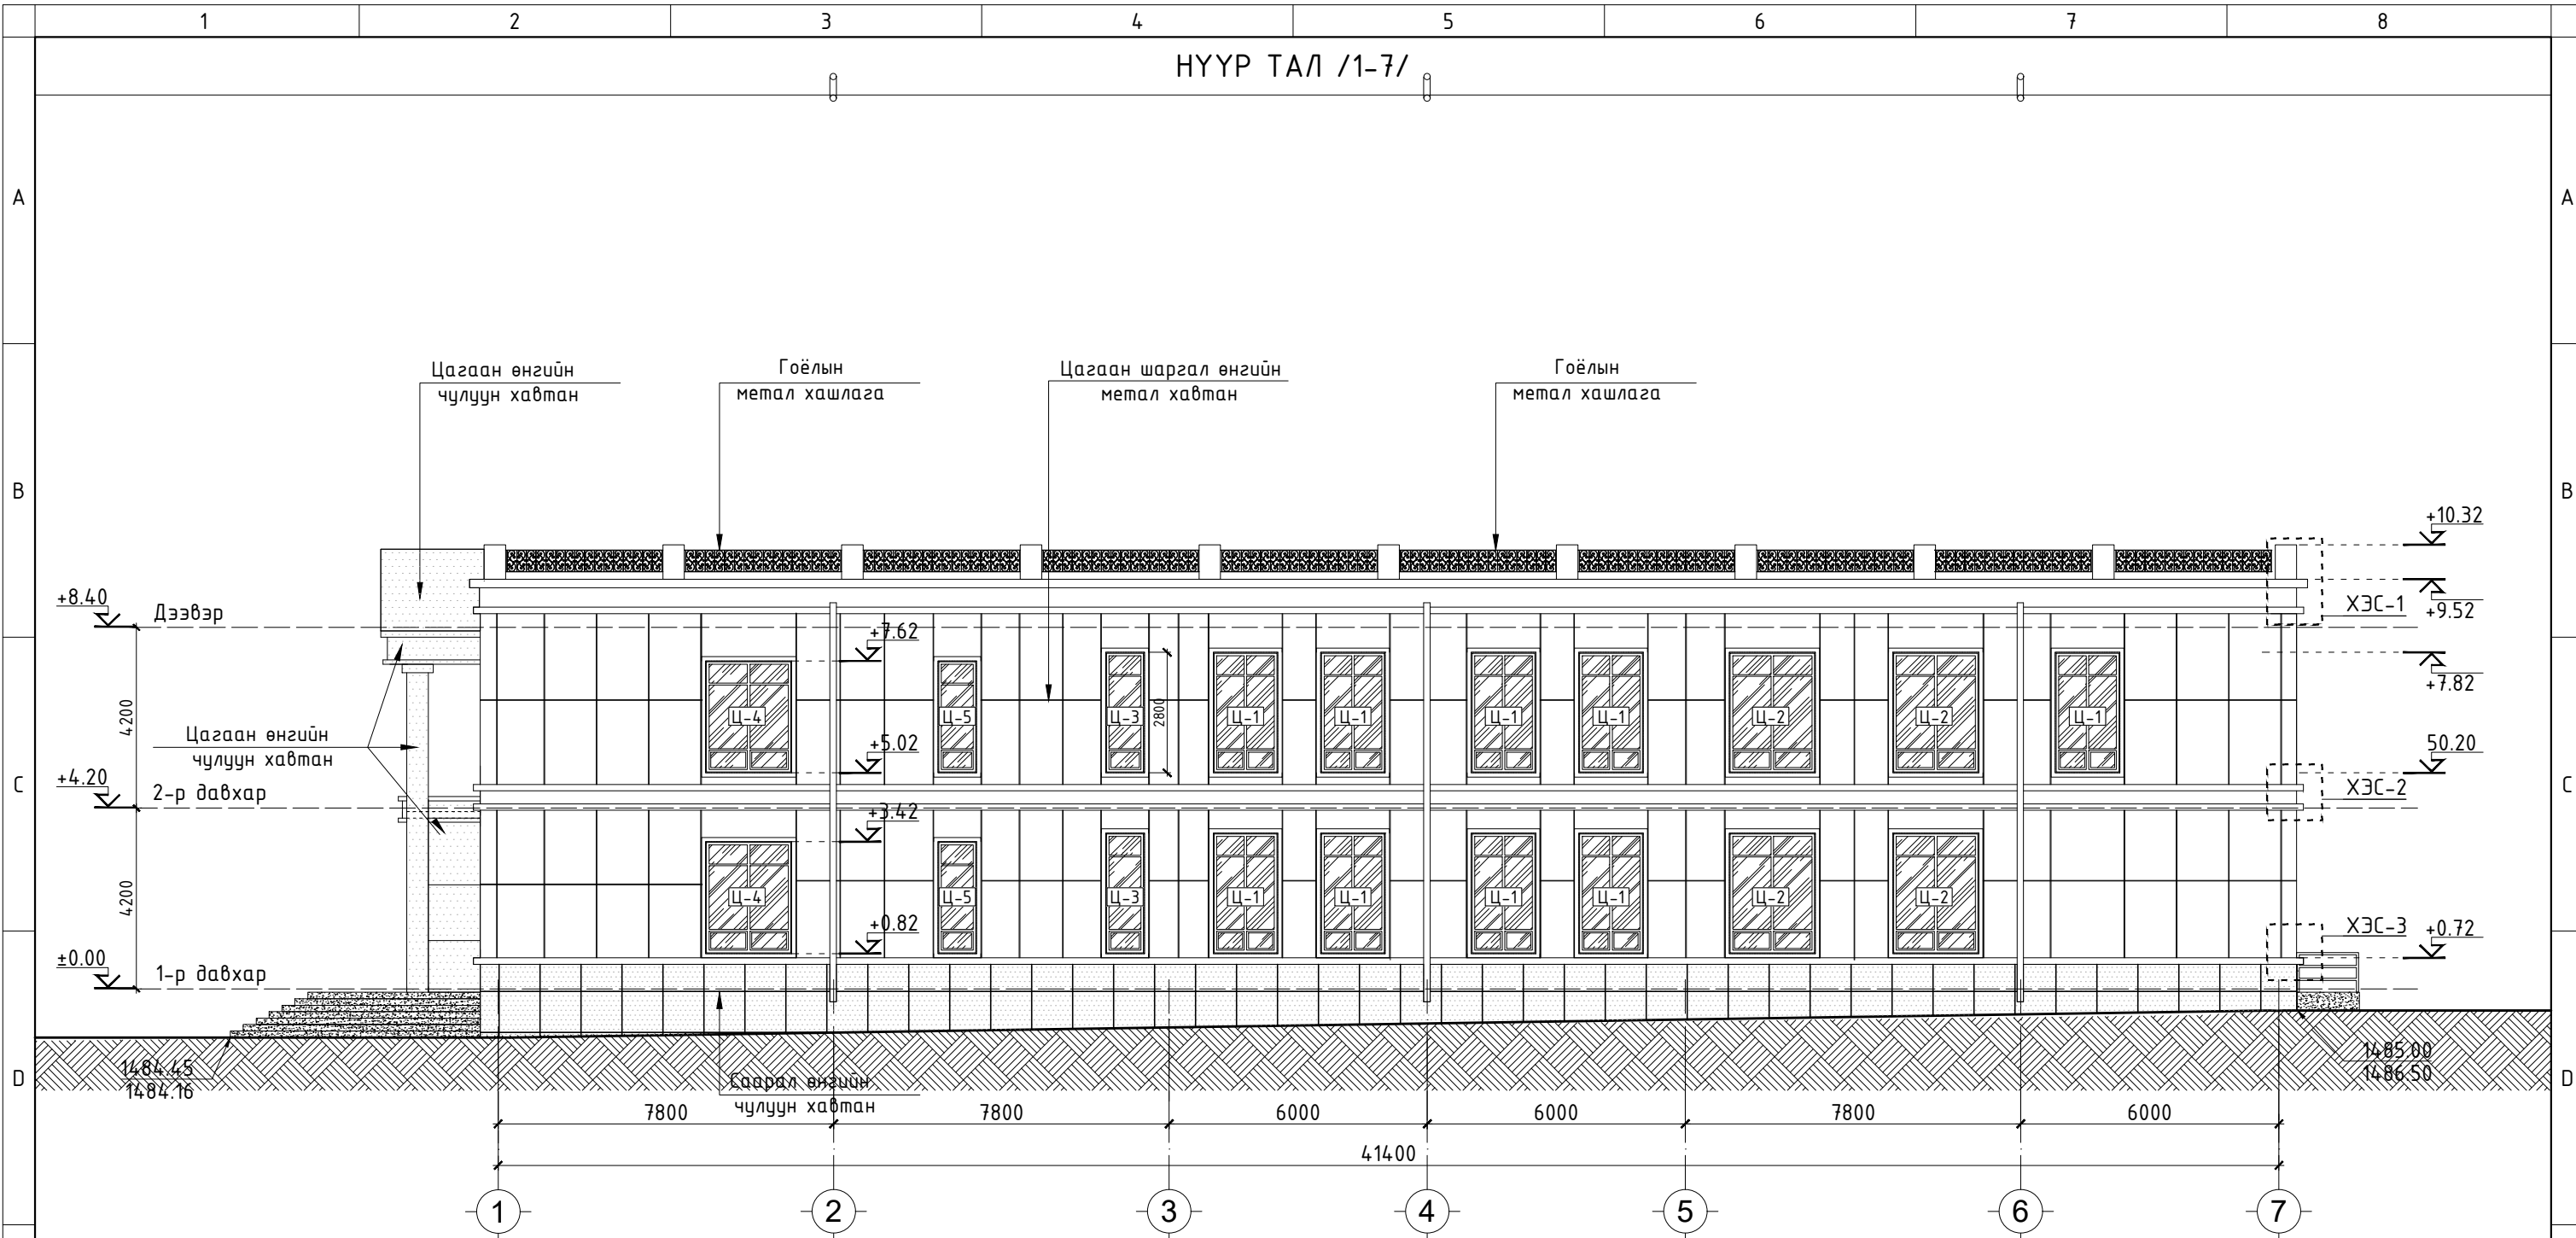 1 2 3 4 5 6 7 8
НҮҮР ТАЛ /1-7/
A A
Цагаан өнгийн
чулуун хавтан
Гоёлын
метал хашлага
Цагаан шаргал өнгийн
метал хавтан
Гоёлын
метал хашлага
B B
+10.32
+8.40 Дээвэр
ХЭС-1 +9.52
+7.62
+7.82
4200
2800
Ц-4 Ц-5 Ц-3 Ц-1 Ц-1 Ц-1 Ц-1 Ц-2 Ц-2 Ц-1
Цагаан өнгийн
чулуун хавтан
+5.02
50.20
C C
+4.20 2-р давхар
ХЭС-2
+3.42
4200
Ц-4 Ц-5 Ц-3 Ц-1 Ц-1 Ц-1 Ц-1 Ц-2 Ц-2
+0.82
ХЭС-3 +0.72
±0.00 1-р давхар
1484.45
1484.16
1485.00
1486.50
D D
Саарал өнгийн
чулуун хавтан
7800 7800 6000 6000 7800 6000
41400
1 2 3 4 5 6 7